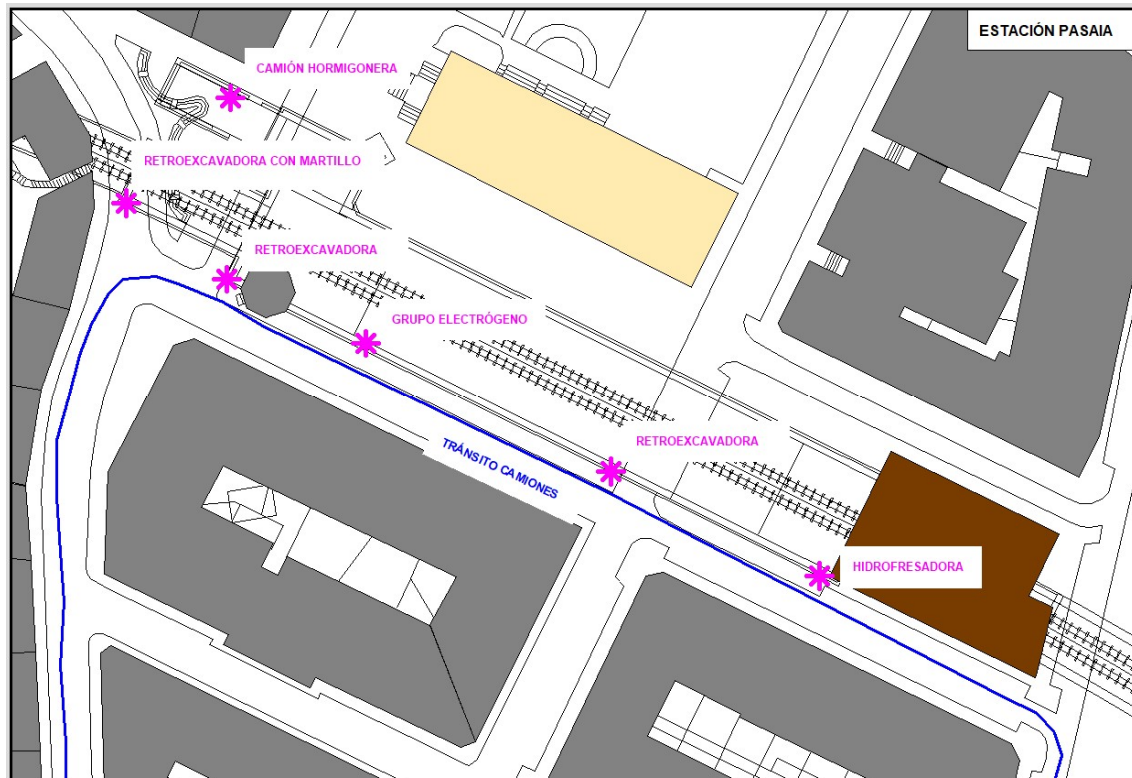 ESTACIÓN PASAIA
CAMIÓN HORMIGONERA
RETROEXCAVADORA CON MARTILLO
RETROEXCAVADORA
GRUPO ELECTRÓGENO
RETROEXCAVADORA
TRÁNSITO CAMIONES
HIDROFRESADORA